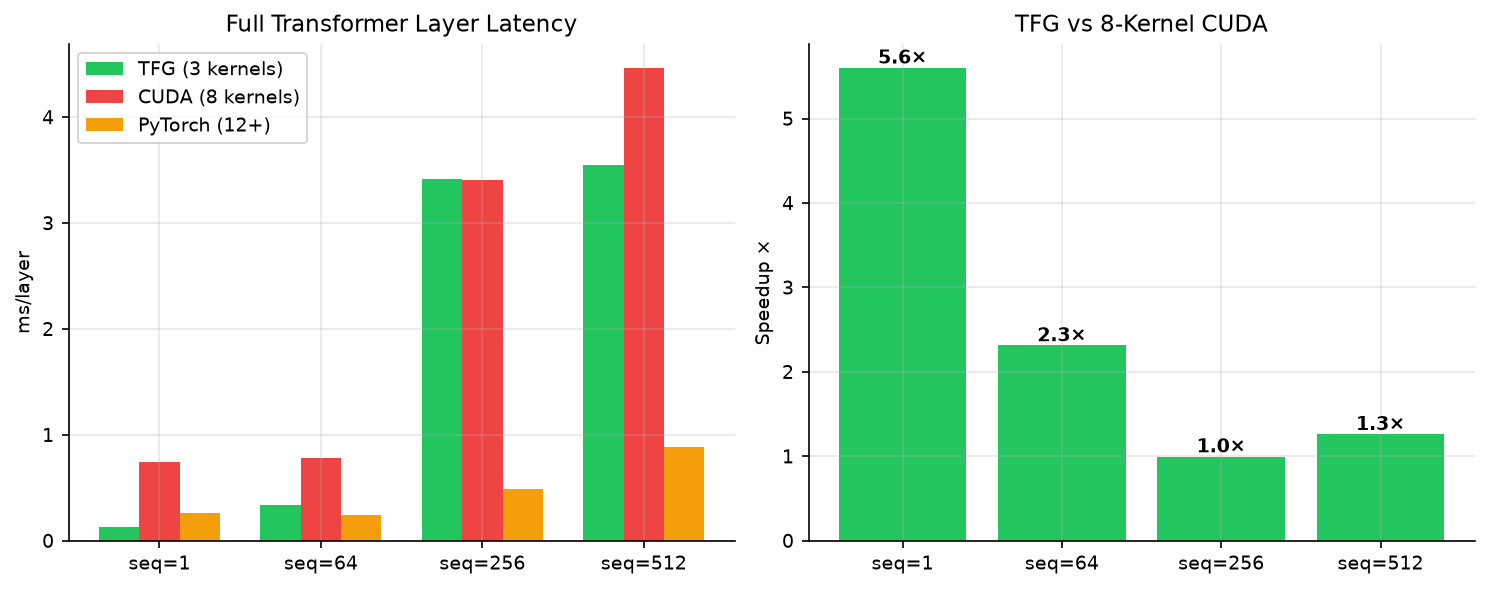 Full Transformer Layer Latency
TFG (3 kernels)
CUDA (8 kernels)
PyTorch (12+)
ms/layer
4
3
2
1
0
seq=1
seq=64
seq=256
seq=512
TFG vs 8-Kernel CUDA
Speedup ×
5
4
3
2
1
0
5.6×
2.3×
1.0×
1.3×
seq=1
seq=64
seq=256
seq=512